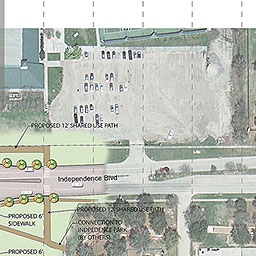 PROPOSED 12' SHARED USE PATH
Independence Blvd
PROPOSED 12' SHARED USE PATH
PROPOSED 6'
SIDEWALK
CONNECTION TO
INDEPENDENCE PARK
(BY OTHERS)
PROPOSED 6'